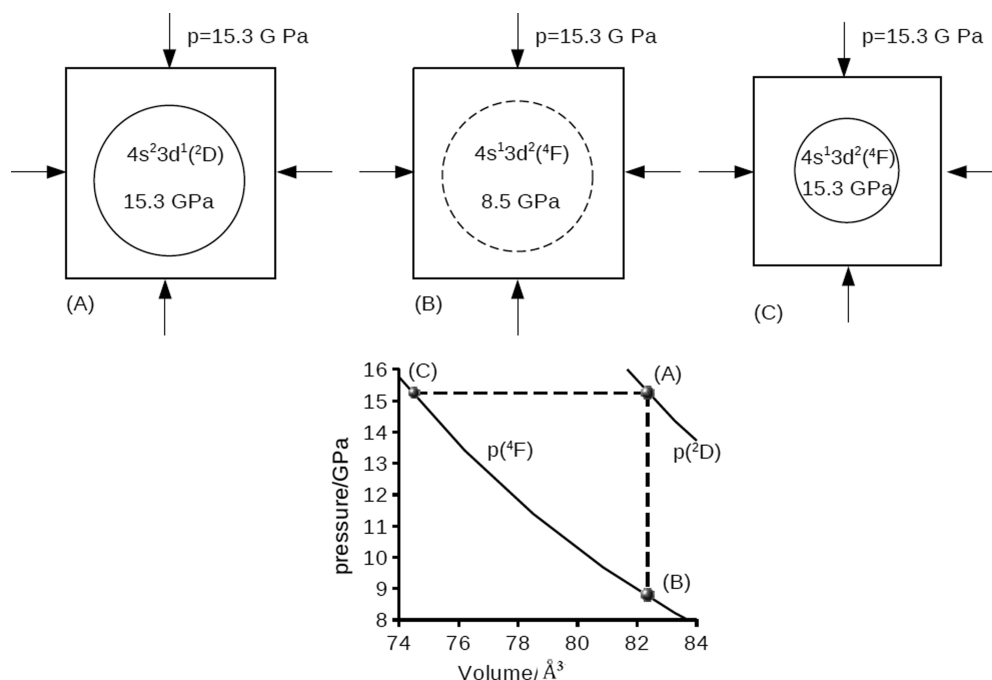 p=15.3 G Pa
p=15.3 G Pa
p=15.3 G Pa
4s²3d¹(²D)
15.3 GPa
4s¹3d²(⁴F)
8.5 GPa
4s¹3d²(⁴F)
15.3 GPa
(A)
(B)
(C)
16
15
14
13
12
11
10
9
8
pressure/GPa
(C)
(A)
p(⁴F)
p(²D)
(B)
74
76
78
80
82
84
Volume/Å³